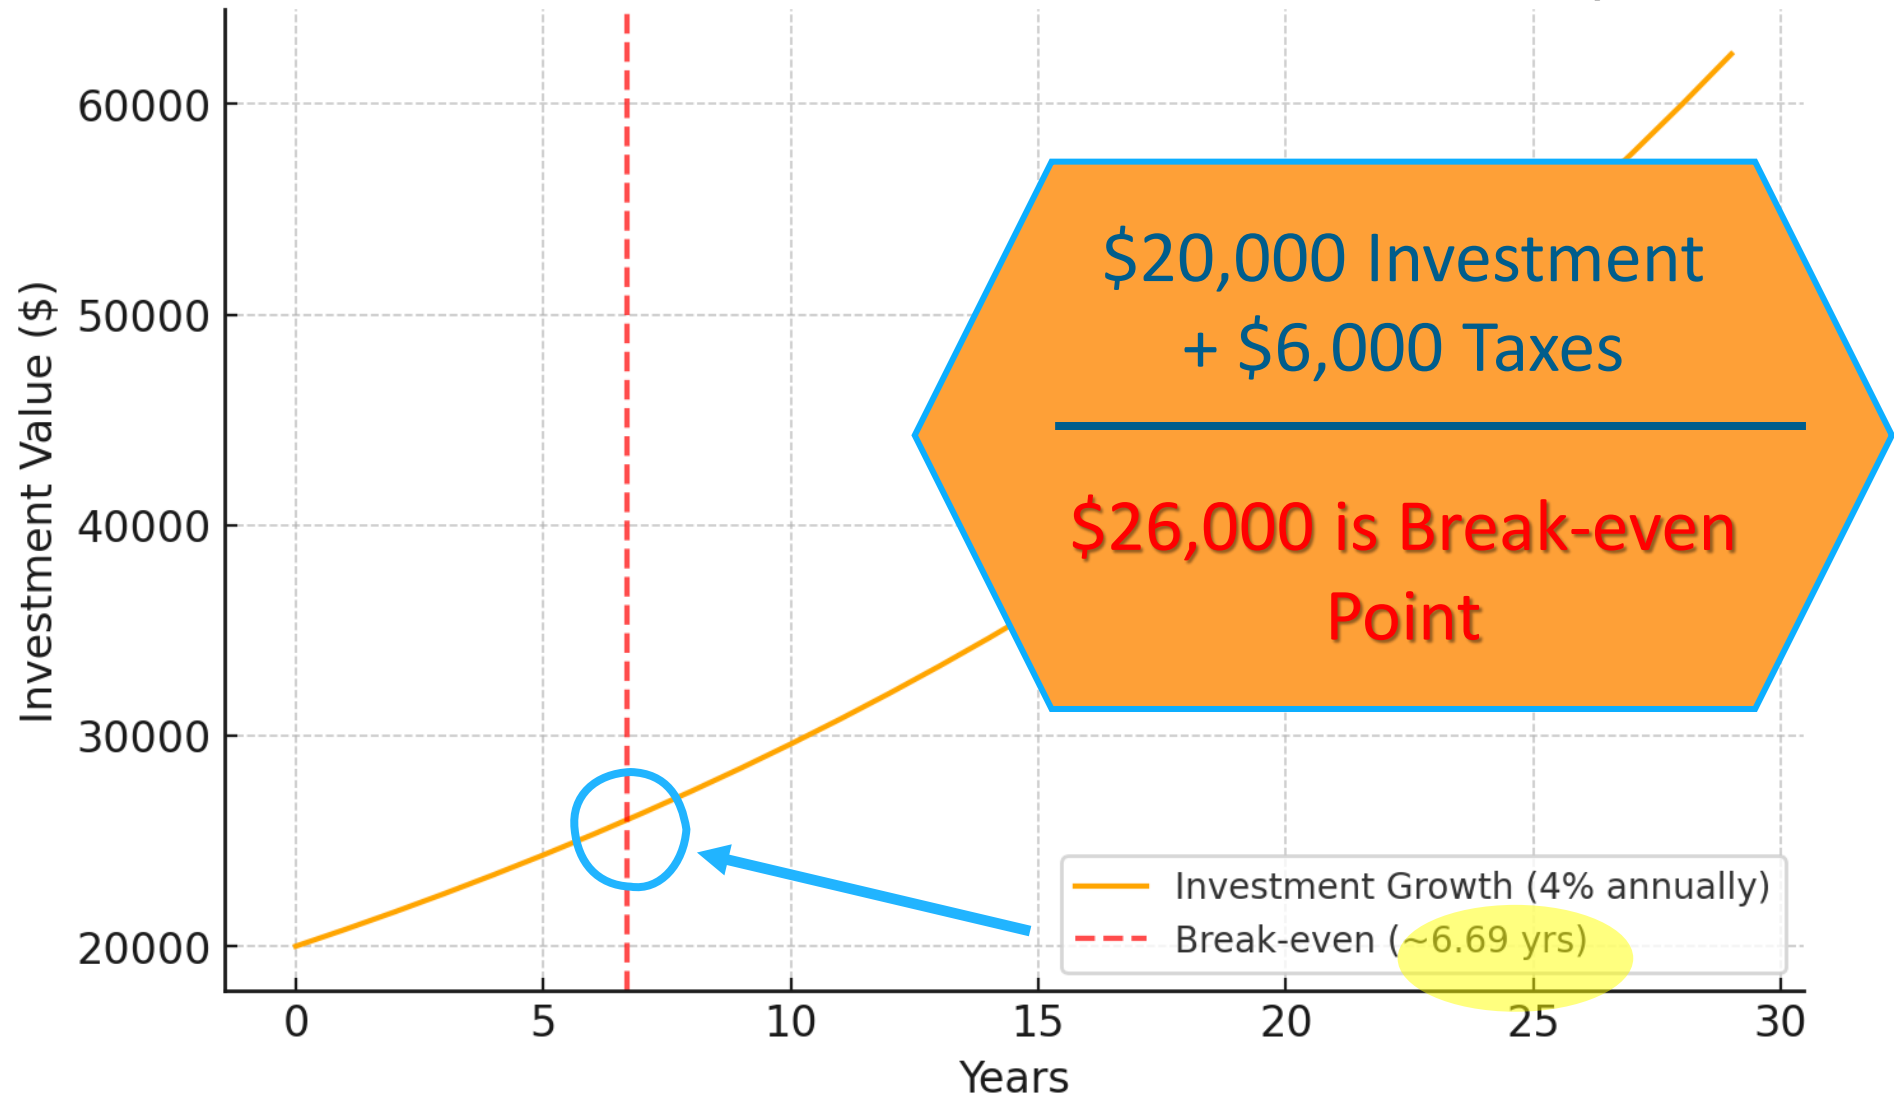 60000
50000
40000
30000
20000
Investment Value ($)
$20,000 Investment
+ $6,000 Taxes
$26,000 is Break-even
Point
Investment Growth (4% annually)
Break-even (~6.69 yrs)
0 5 10 15 20 25 30
Years